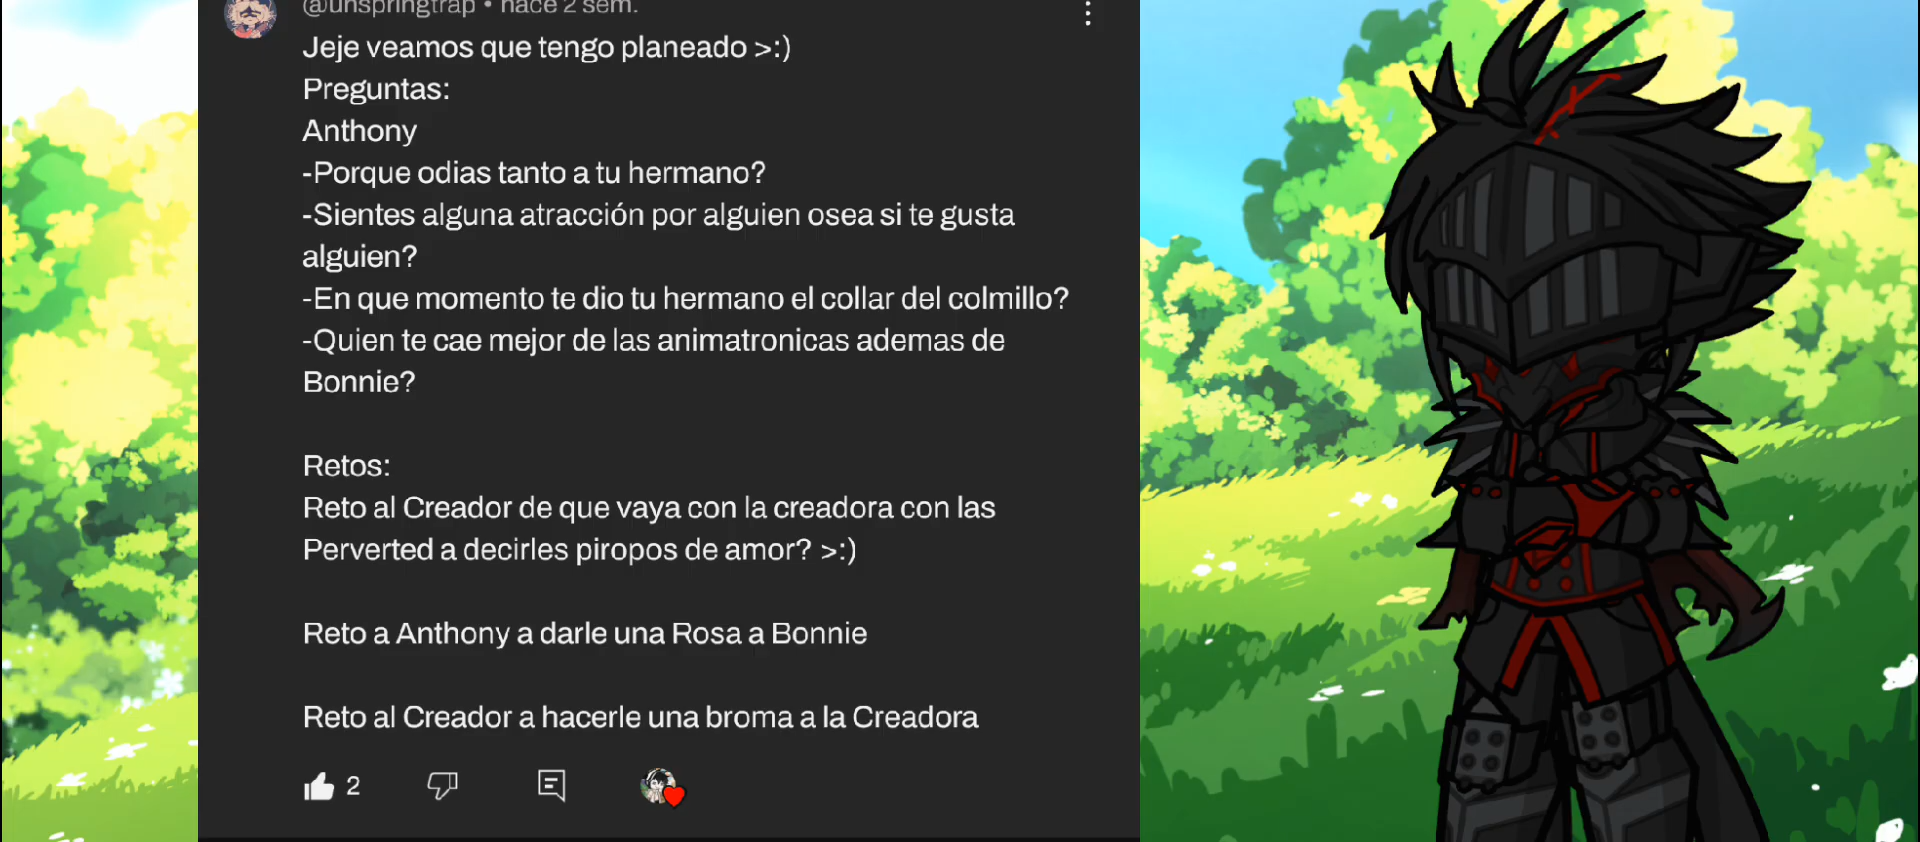 @unspringtrap • hace 2 sem.
Jeje veamos que tengo planeado >:)
Preguntas:
Anthony
-Porque odias tanto a tu hermano?
-Sientes alguna atracción por alguien osea si te gusta
alguien?
-En que momento te dio tu hermano el collar del colmillo?
-Quien te cae mejor de las animatronicas ademas de
Bonnie?
Retos:
Reto al Creador de que vaya con la creadora con las
Perverted a decirles piropos de amor? >:)
Reto a Anthony a darle una Rosa a Bonnie
Reto al Creador a hacerle una broma a la Creadora
2